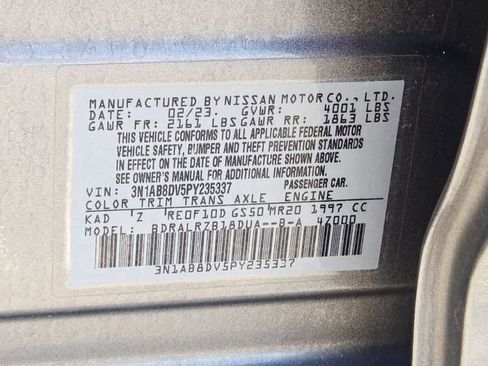 MANUFACTURED BY NISSAN MOTOR CO., LTD.
DATE: 02/23. GVWR: 4001 LBS
GAWR FR: 2161 LBS GAWR RR: 1863 LBS
THIS VEHICLE CONFORMS TO ALL APPLICABLE FEDERAL MOTOR
VEHICLE SAFETY, BUMPER AND THEFT PREVENTION STANDARDS
IN EFFECT ON THE DATE OF MANUFACTURE SHOWN ABOVE.
SEE OWNER'S MANUAL FOR ADDITIONAL INFORMATION.
VIN: 3N1AB8DV5PY235337 PASSENGER CAR.
COLOR TRIM TRANS AXLE ENGINE
KAD Z RE0F10D GS50 MR20 1997 CC
MODEL: BDRALRZB18DUA--B-A 47000
3N1AB8DV5PY235337